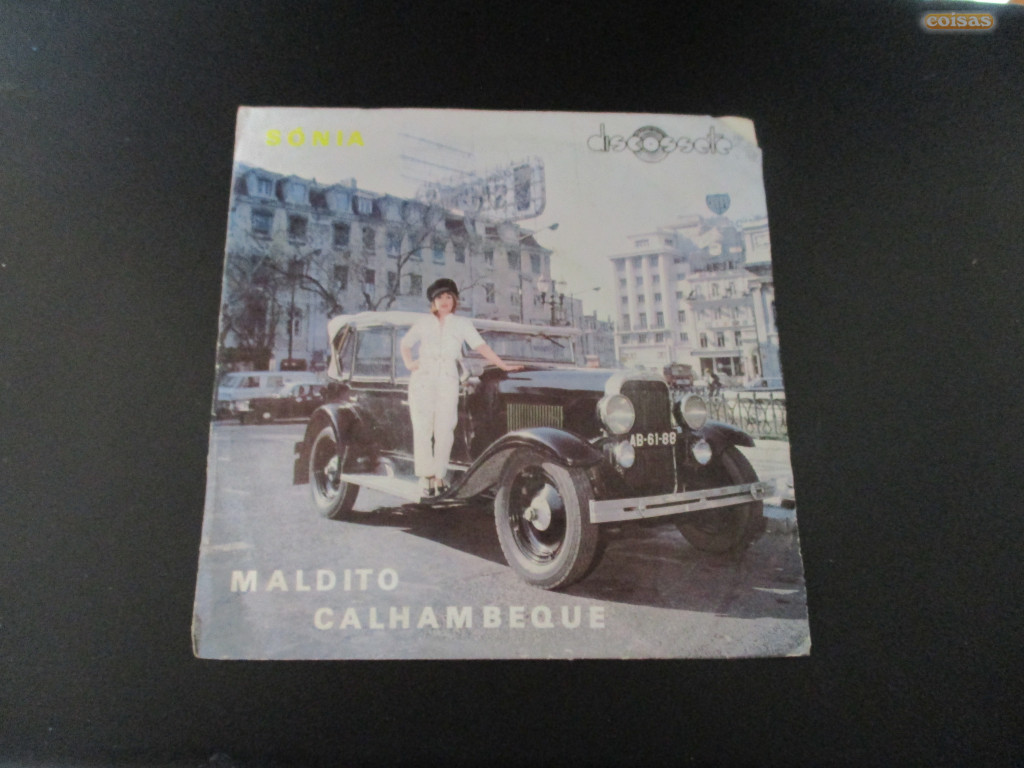 coisas
SÓNIA
discossete
AB-61-88
MALDITO
CALHAMBEQUE